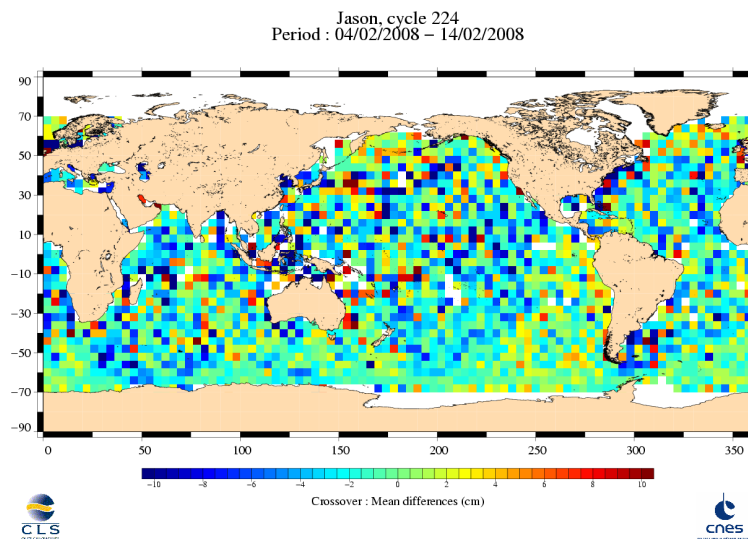 Jason, cycle 224
Period : 04/02/2008 – 14/02/2008
90
70
50
30
10
−10
−30
−50
−70
−90
0 50 100 150 200 250 300 350
−10 −8 −6 −4 −2 0 2 4 6 8 10
Crossover : Mean differences (cm)
CLS
cnes